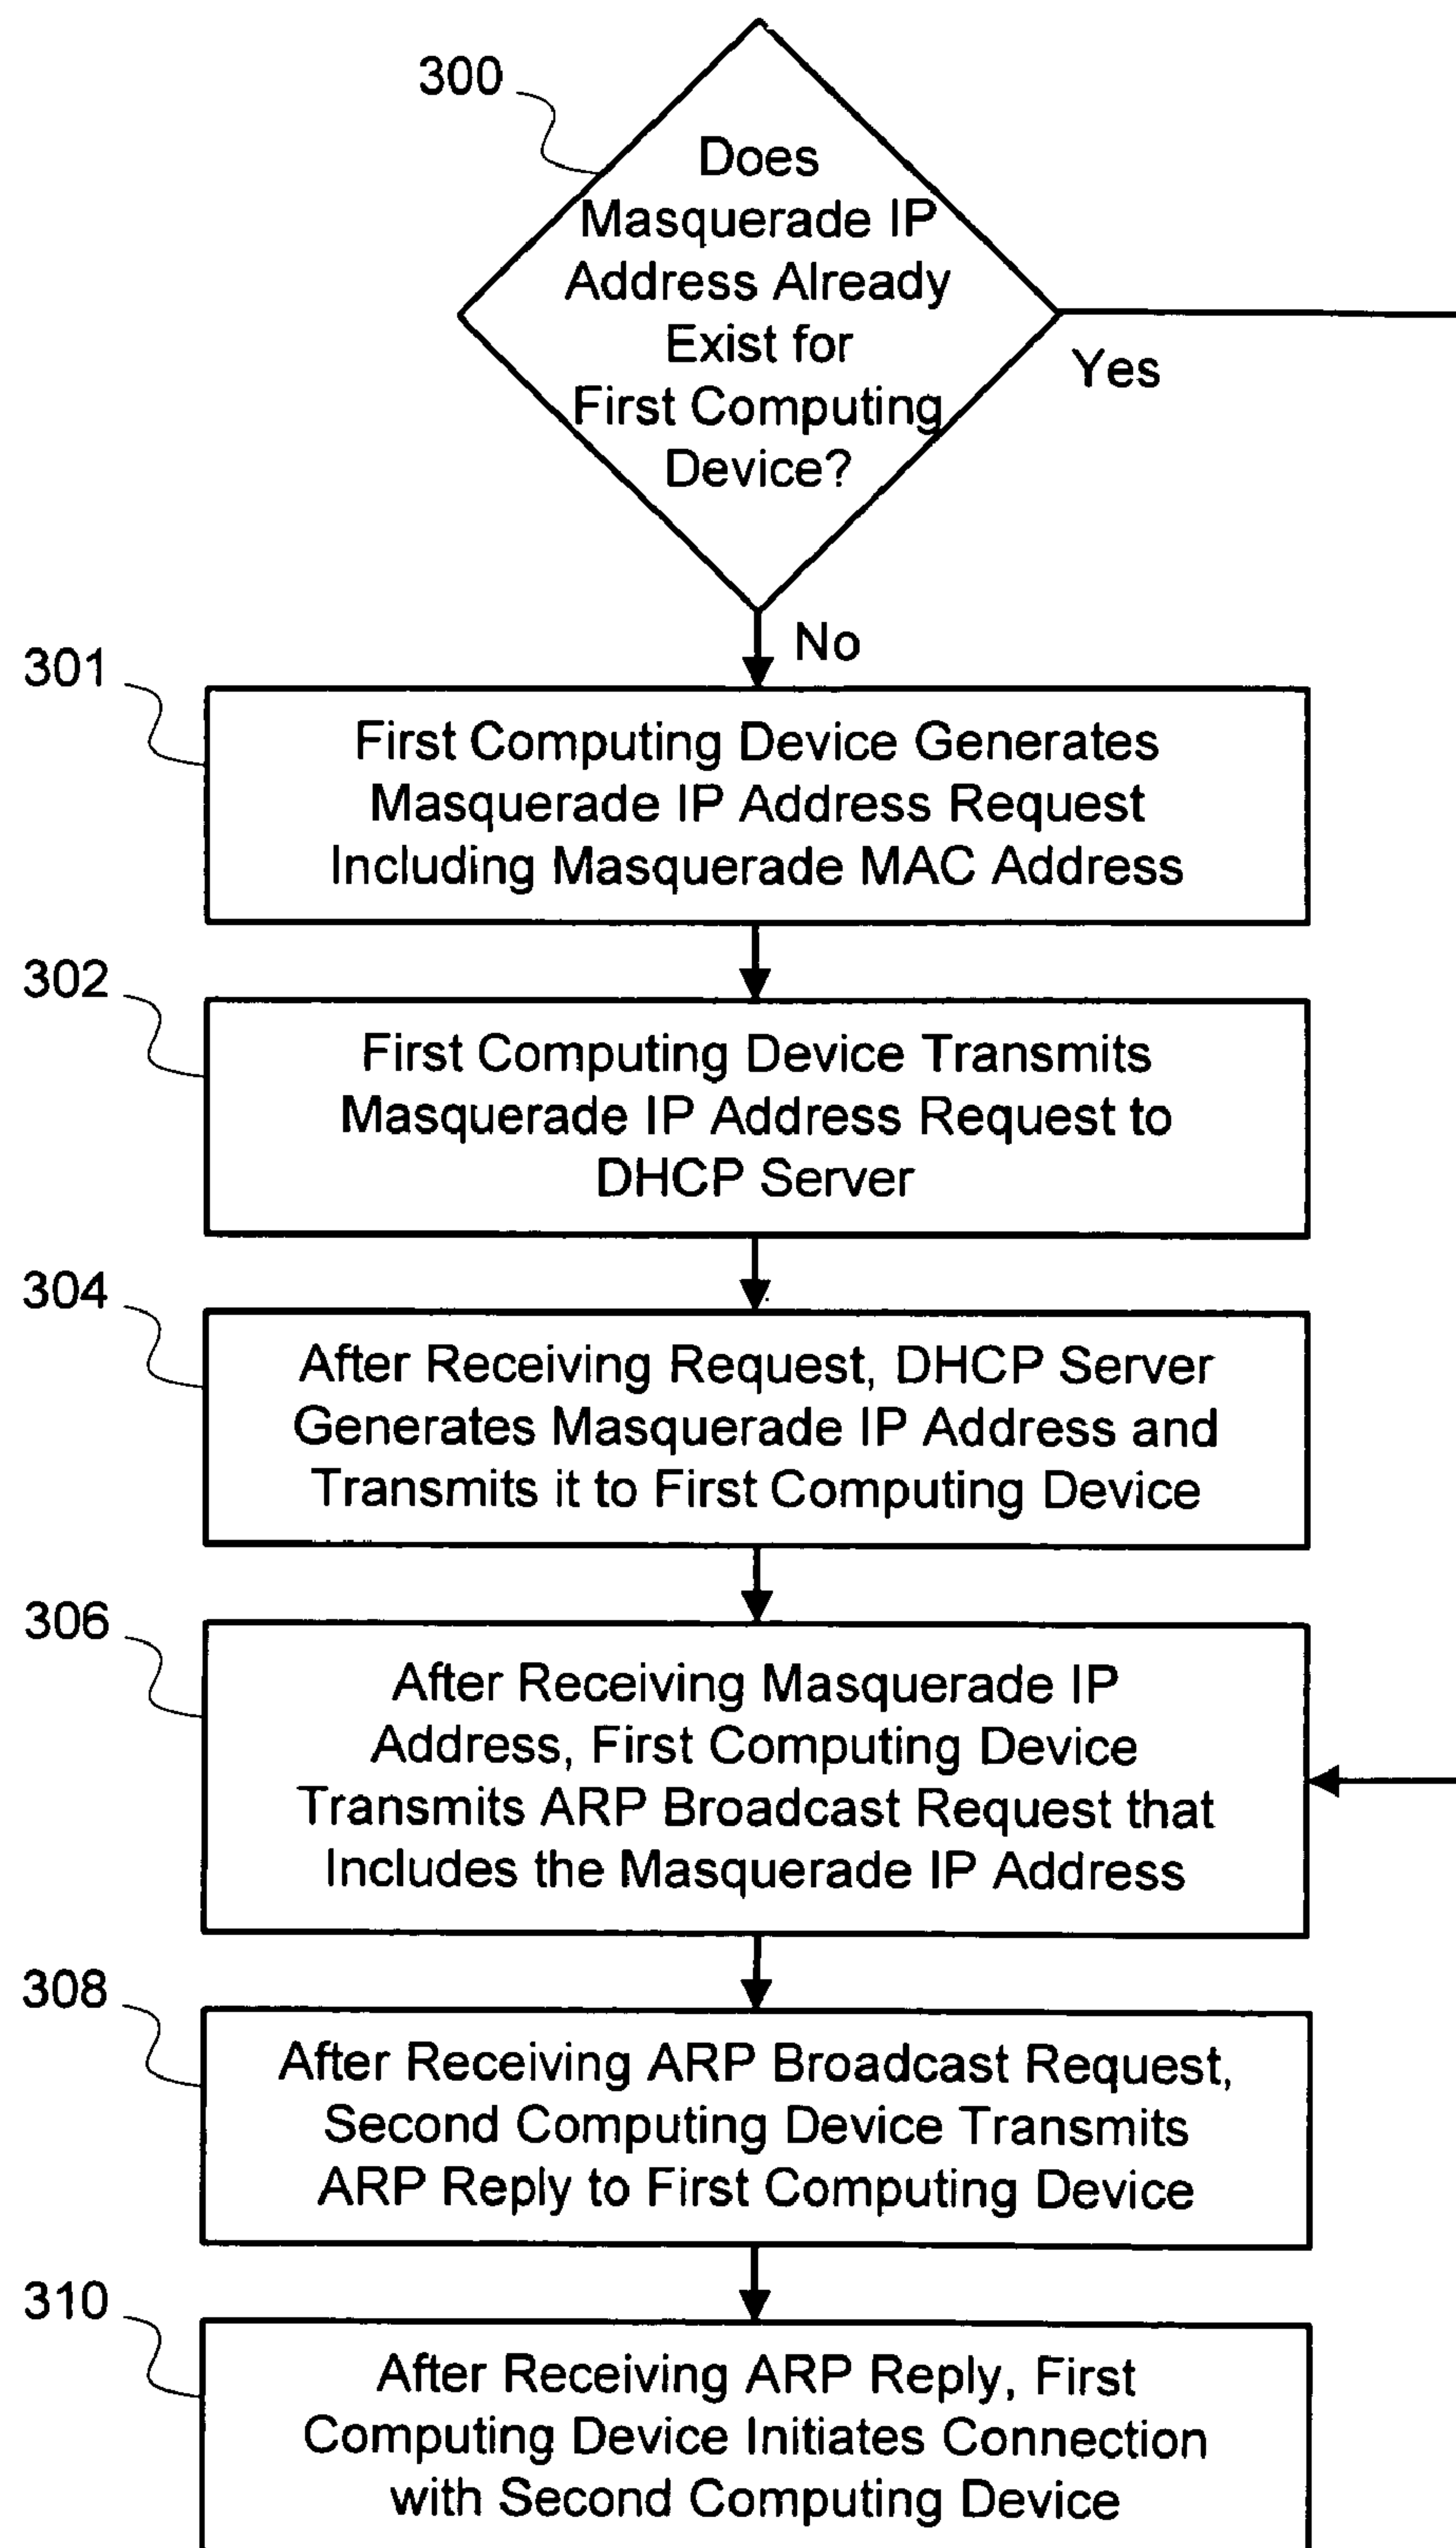 300
Does
Masquerade IP
Address Already
Exist for
First Computing
Device?
Yes
No
301
First Computing Device Generates
Masquerade IP Address Request
Including Masquerade MAC Address
302
First Computing Device Transmits
Masquerade IP Address Request to
DHCP Server
304
After Receiving Request, DHCP Server
Generates Masquerade IP Address and
Transmits it to First Computing Device
306
After Receiving Masquerade IP
Address, First Computing Device
Transmits ARP Broadcast Request that
Includes the Masquerade IP Address
308
After Receiving ARP Broadcast Request,
Second Computing Device Transmits
ARP Reply to First Computing Device
310
After Receiving ARP Reply, First
Computing Device Initiates Connection
with Second Computing Device